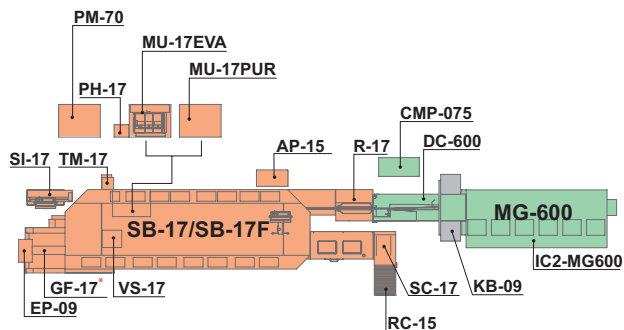 PM-70
MU-17EVA
MU-17PUR
PH-17
CMP-075
DC-600
AP-15
R-17
SI-17
TM-17
SB-17/SB-17F
MG-600
IC2-MG600
GF-17*
VS-17
SC-17
KB-09
EP-09
RC-15